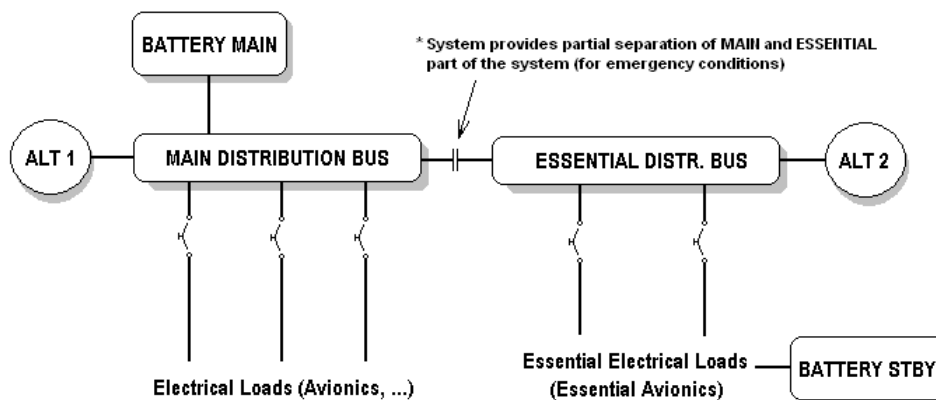 BATTERY MAIN
* System provides partial separation of MAIN and ESSENTIAL
part of the system (for emergency conditions)
ALT 1
MAIN DISTRIBUTION BUS
ESSENTIAL DISTR. BUS
ALT 2
Electrical Loads (Avionics, ...)
Essential Electrical Loads
(Essential Avionics)
BATTERY STBY